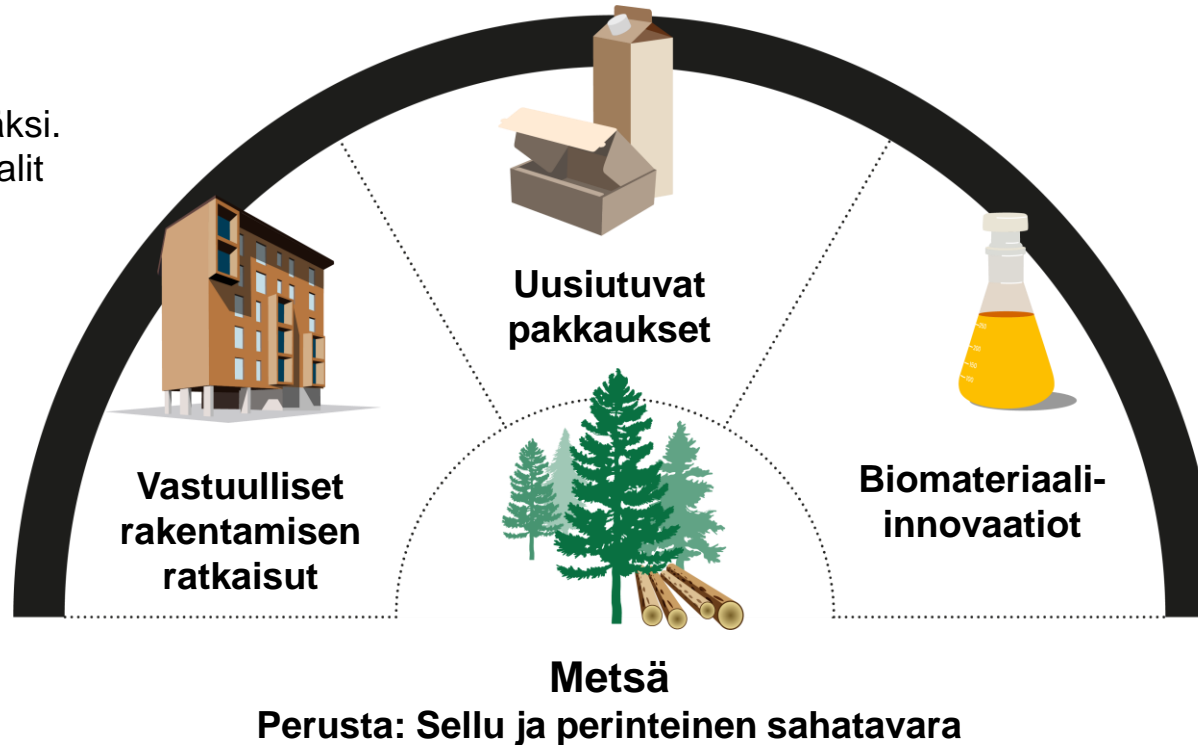 Uusiutuvat
pakkaukset
Vastuulliset
rakentamisen
ratkaisut
Biomateriaali-
innovaatiot
Metsä
Perusta: Sellu ja perinteinen sahatavara